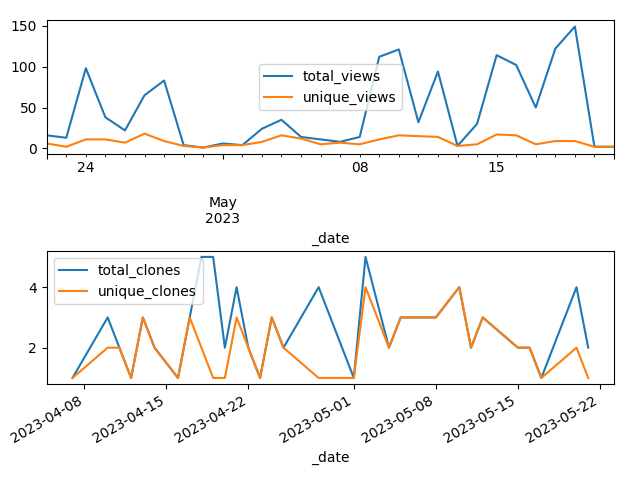 150
100
50
0
total_views
unique_views
24
08
15
May
2023
_date
4
2
total_clones
unique_clones
2023-04-08
2023-04-15
2023-04-22
2023-05-01
2023-05-08
2023-05-15
2023-05-22
_date